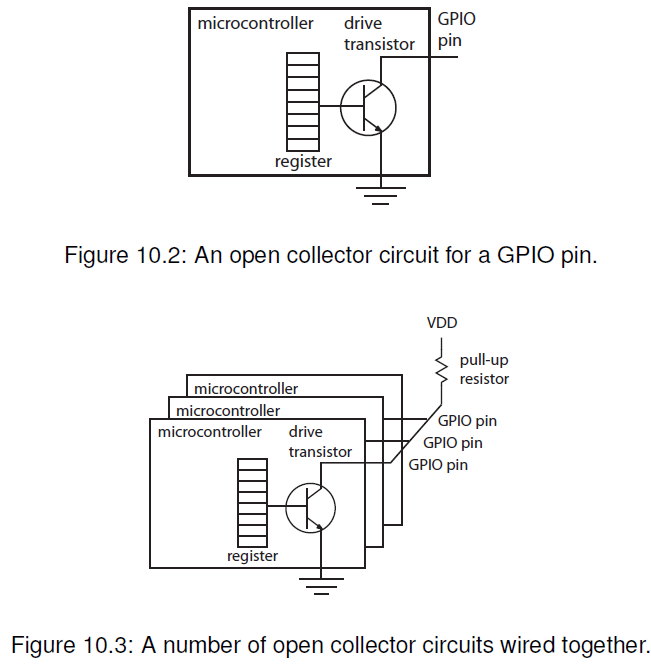 microcontroller
drive
transistor
GPIO
pin
register
Figure 10.2: An open collector circuit for a GPIO pin.
VDD
pull-up
resistor
microcontroller
microcontroller
microcontroller
drive
transistor
GPIO pin
GPIO pin
GPIO pin
register
Figure 10.3: A number of open collector circuits wired together.